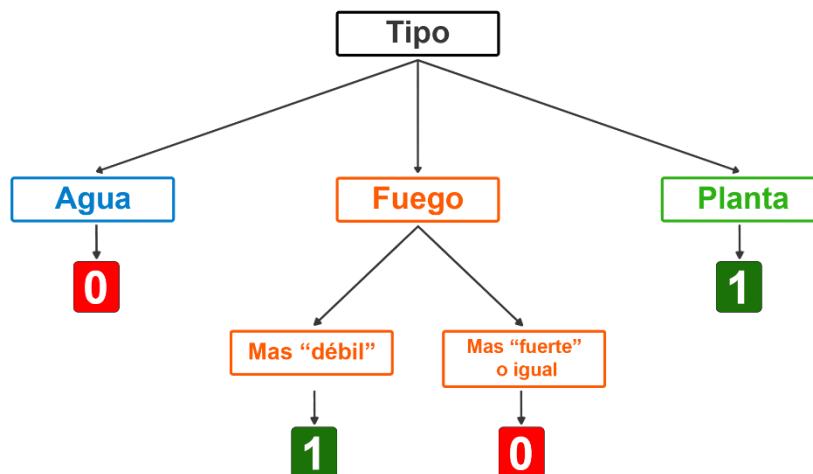 Tipo
Agua
Fuego
Planta
0
1
Mas “débil”
Mas “fuerte”
o igual
1
0